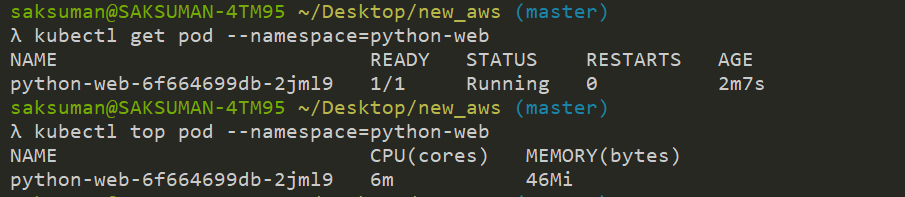 saksuman@SAKSUMAN-4TM95 ~/Desktop/new_aws (master)
λ kubectl get pod --namespace=python-web
NAME                          READY   STATUS    RESTARTS   AGE
python-web-6f664699db-2jml9   1/1     Running   0          2m7s
saksuman@SAKSUMAN-4TM95 ~/Desktop/new_aws (master)
λ kubectl top pod --namespace=python-web
NAME                          CPU(cores)   MEMORY(bytes)
python-web-6f664699db-2jml9   6m           46Mi